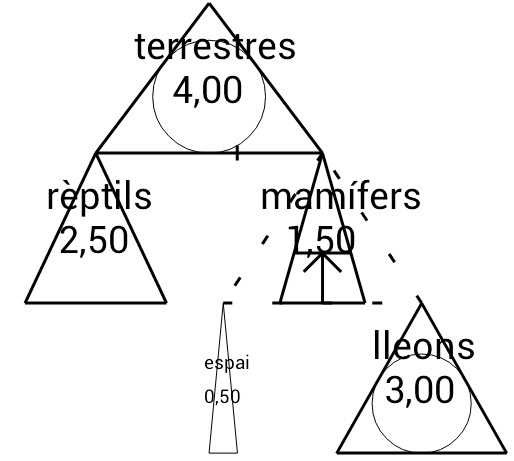 terrestres
4,00
rèptils
2,50
mamífers
1,50
espai
0,50
lleons
3,00